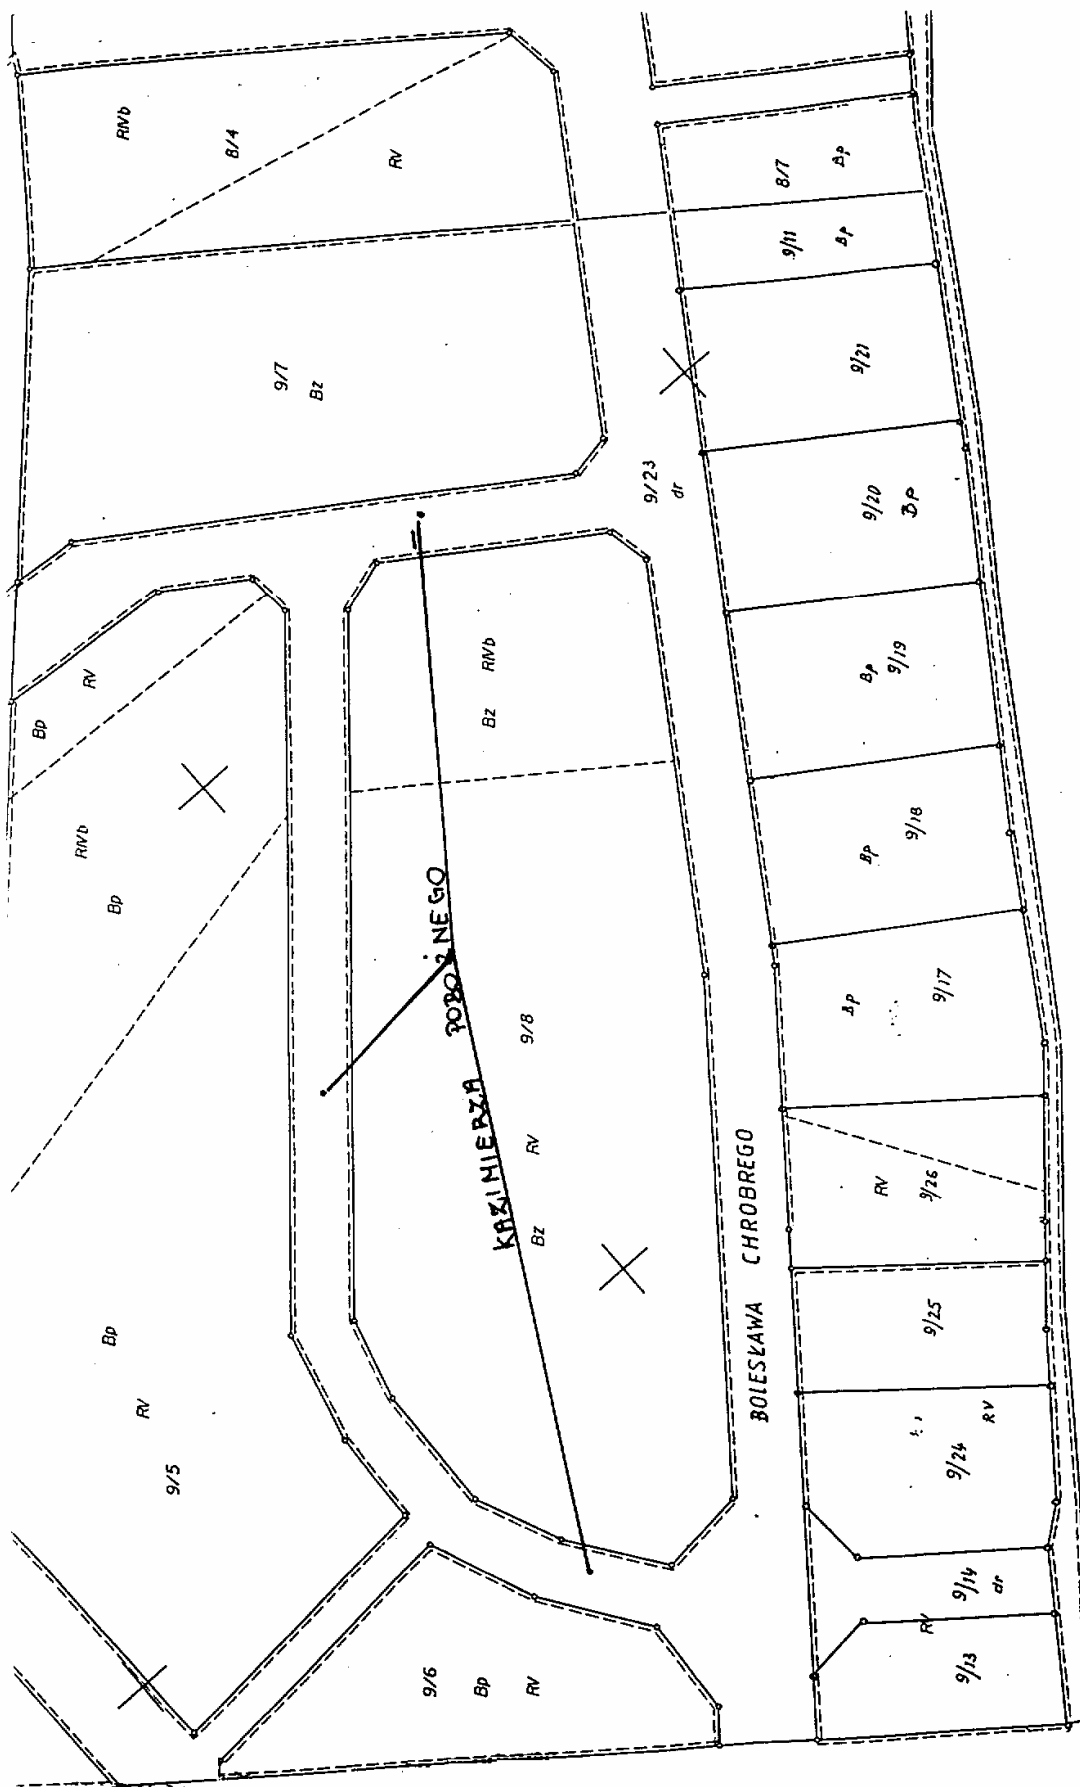 RIVb
8/4
RV
8/7
Bp
9/11
Bp
9/7
Bz
9/21
9/23
dr
9/20
Bp
RV
Bp
RIVb
Bz
Bp
9/19
RIVb
Bp
Bp
9/18
KAZIMIERZA POBOŻNEGO
Bp
9/17
9/8
RV
Bz
BOLESŁAWA CHROBREGO
RV
9/26
9/25
Bp
RV
9/5
RV
9/24
9/14
dr
RV
9/13
9/6
Bp
RV